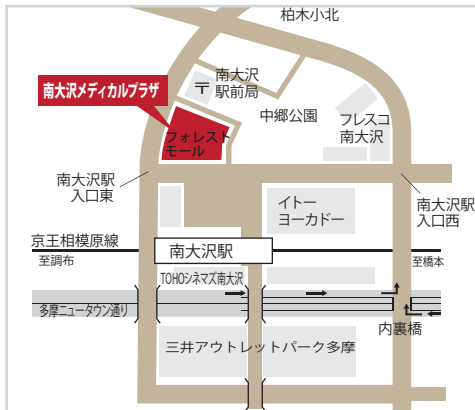 柏木小北
南大沢
駅前局
南大沢メディカルプラザ
中郷公園
フレスコ
南大沢
フォレスト
モール
南大沢駅
入口東
南大沢駅
入口西
イトー
ヨーカドー
京王相模原線
南大沢駅
至調布
至橋本
TOHOシネマズ南大沢
多摩ニュータウン通り
内裏橋
三井アウトレットパーク多摩